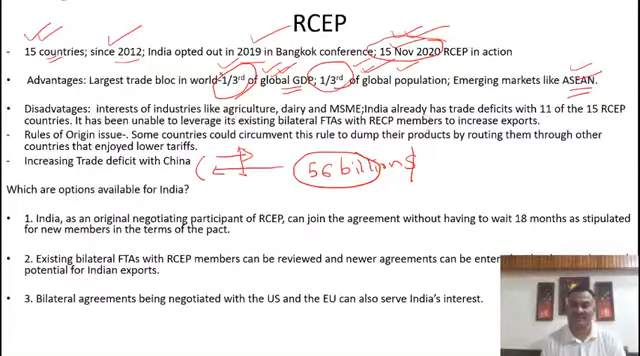 RCEP
- 15 countries; since 2012; India opted out in 2019 in Bangkok conference; 15 Nov 2020 RCEP in action
- Advantages: Largest trade bloc in world-1/3rd of global GDP; 1/3rd of global population; Emerging markets like ASEAN.
- Disadvatages: interests of industries like agriculture, dairy and MSME;India already has trade deficits with 11 of the 15 RCEP
countries. It has been unable to leverage its existing bilateral FTAs with RECP members to increase exports.
- Rules of Origin issue-. Some countries could circumvent this rule to dump their products by routing them through other
countries that enjoyed lower tariffs.
- Increasing Trade deficit with China
56 billion $
Which are options available for India?
• 1. India, as an original negotiating participant of RCEP, can join the agreement without having to wait 18 months as stipulated
for new members in the terms of the pact.
• 2. Existing bilateral FTAs with RCEP members can be reviewed and newer agreements can be
potential for Indian exports.
• 3. Bilateral agreements being negotiated with the US and the EU can also serve India's interest.